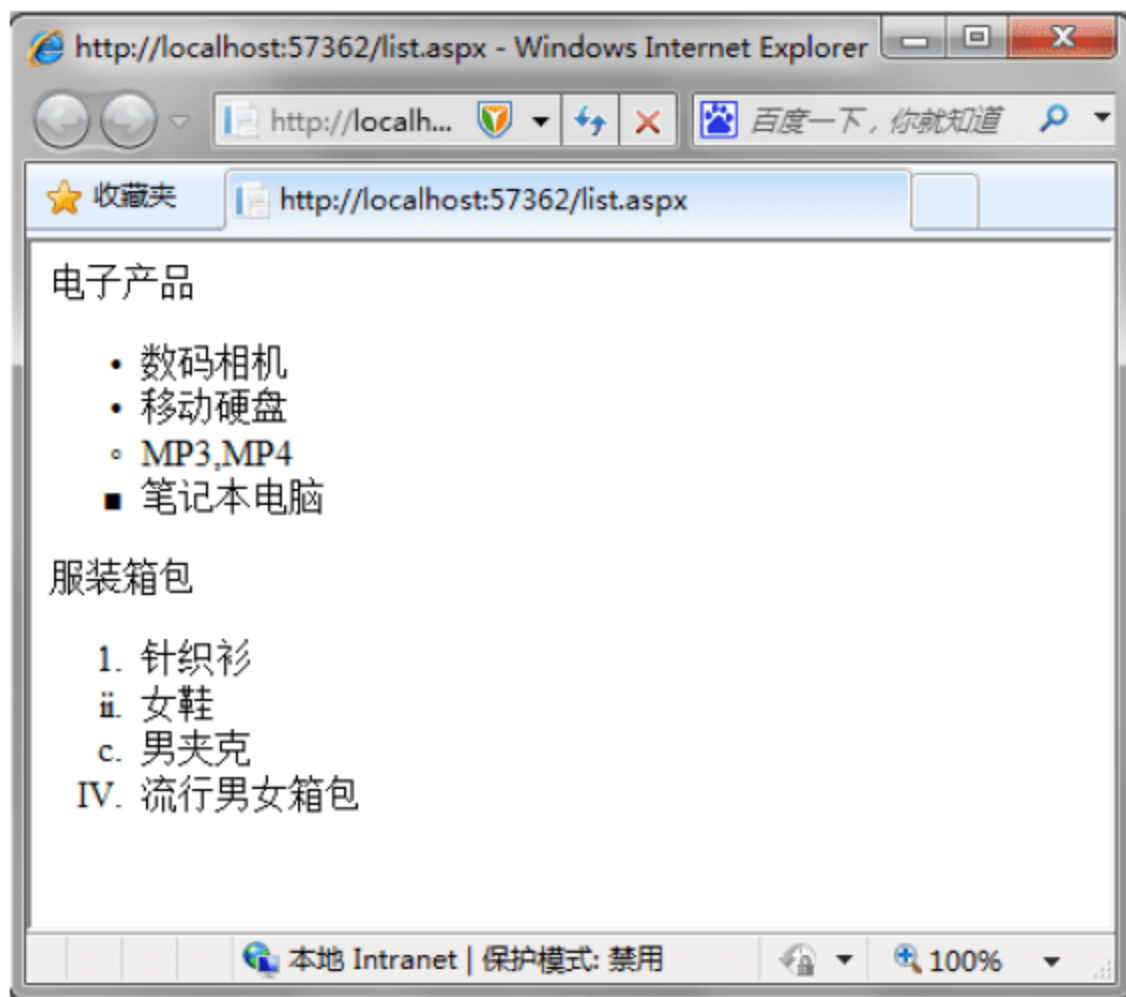 http://localhost:57362/list.aspx - Windows Internet Explorer
http://localh... 百度一下，你就知道
收藏夹 http://localhost:57362/list.aspx
电子产品
• 数码相机
• 移动硬盘
◦ MP3,MP4
■ 笔记本电脑
服装箱包
1. 针织衫
ii. 女鞋
c. 男夹克
IV. 流行男女箱包
本地 Intranet | 保护模式: 禁用 100%